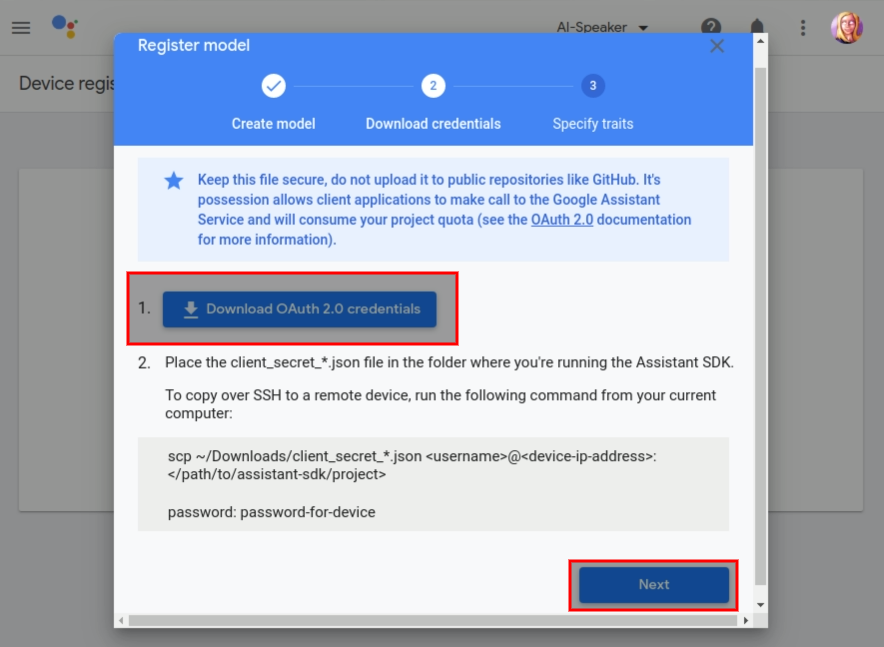 AI-Speaker
Device regis
Register model
2
3
Create model
Download credentials
Specify traits
Keep this file secure, do not upload it to public repositories like GitHub. It's
possession allows client applications to make call to the Google Assistant
Service and will consume your project quota (see the OAuth 2.0 documentation
for more information).
1. Download OAuth 2.0 credentials
2. Place the client_secret_*.json file in the folder where you're running the Assistant SDK.
To copy over SSH to a remote device, run the following command from your current
computer:
scp ~/Downloads/client_secret_*.json <username>@<device-ip-address>:
</path/to/assistant-sdk/project>
password: password-for-device
Next